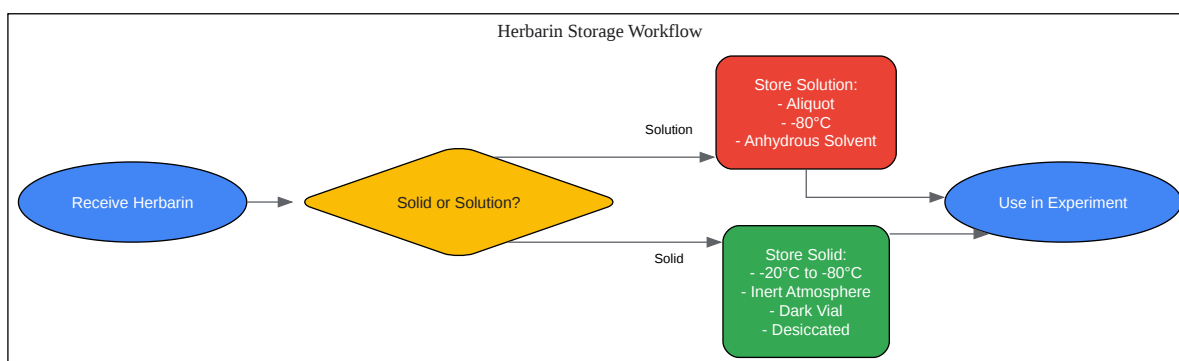 Herbarin Storage Workflow
Receive Herbarin
Solid or Solution?
Solution
Store Solution:
- Aliquot
- -80°C
- Anhydrous Solvent
Solid
Store Solid:
- -20°C to -80°C
- Inert Atmosphere
- Dark Vial
- Desiccated
Use in Experiment